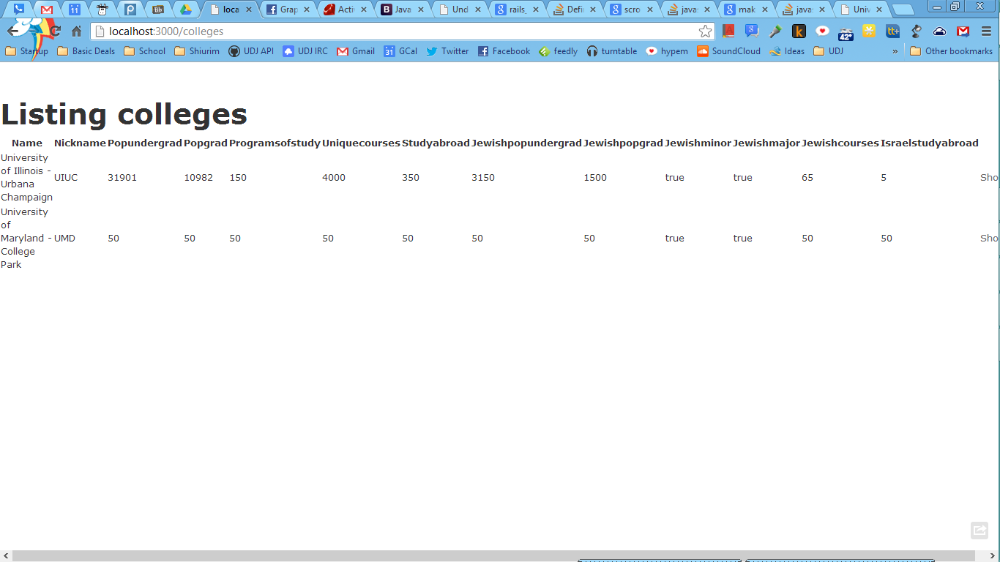 loca Grap Acti Java Und rails Defi scro java mak java Univ
localhost:3000/colleges
42°
Startup Basic Deals School Shiurim UDJ API UDJ IRC Gmail 31 GCal Twitter Facebook feedly turntable hypem SoundCloud Ideas UDJ » Other bookmarks
Listing colleges
Name Nickname Popundergrad Popgrad Programsofstudy Uniquecourses Studyabroad Jewishpopundergrad Jewishpopgrad Jewishminor Jewishmajor Jewishcourses Israelstudyabroad
University
of Illinois -
Urbana
Champaign
UIUC 31901 10982 150 4000 350 3150 1500 true true 65 5 Sho
University
of
Maryland -
College
Park
UMD 50 50 50 50 50 50 50 true true 50 50 Sho